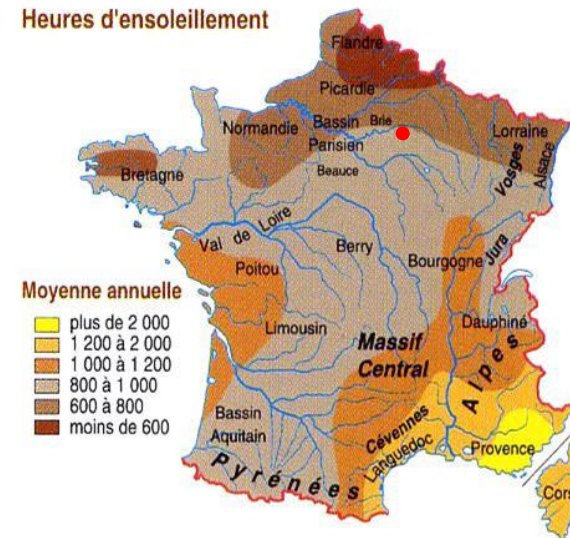 Heures d'ensoleillement
Flandre
Picardie
Normandie
Bassin
Brie
Parisien
Lorraine
Vosges
Alsace
Beauce
Bretagne
Val de Loire
Berry
Bourgogne
Jura
Poitou
Moyenne annuelle
plus de 2 000
1 200 à 2 000
1 000 à 1 200
800 à 1 000
600 à 800
moins de 600
Limousin
Massif
Central
Dauphiné
Alpes
Bassin
Aquitain
Cévennes
Languedoc
Provence
Pyrénées
Cors